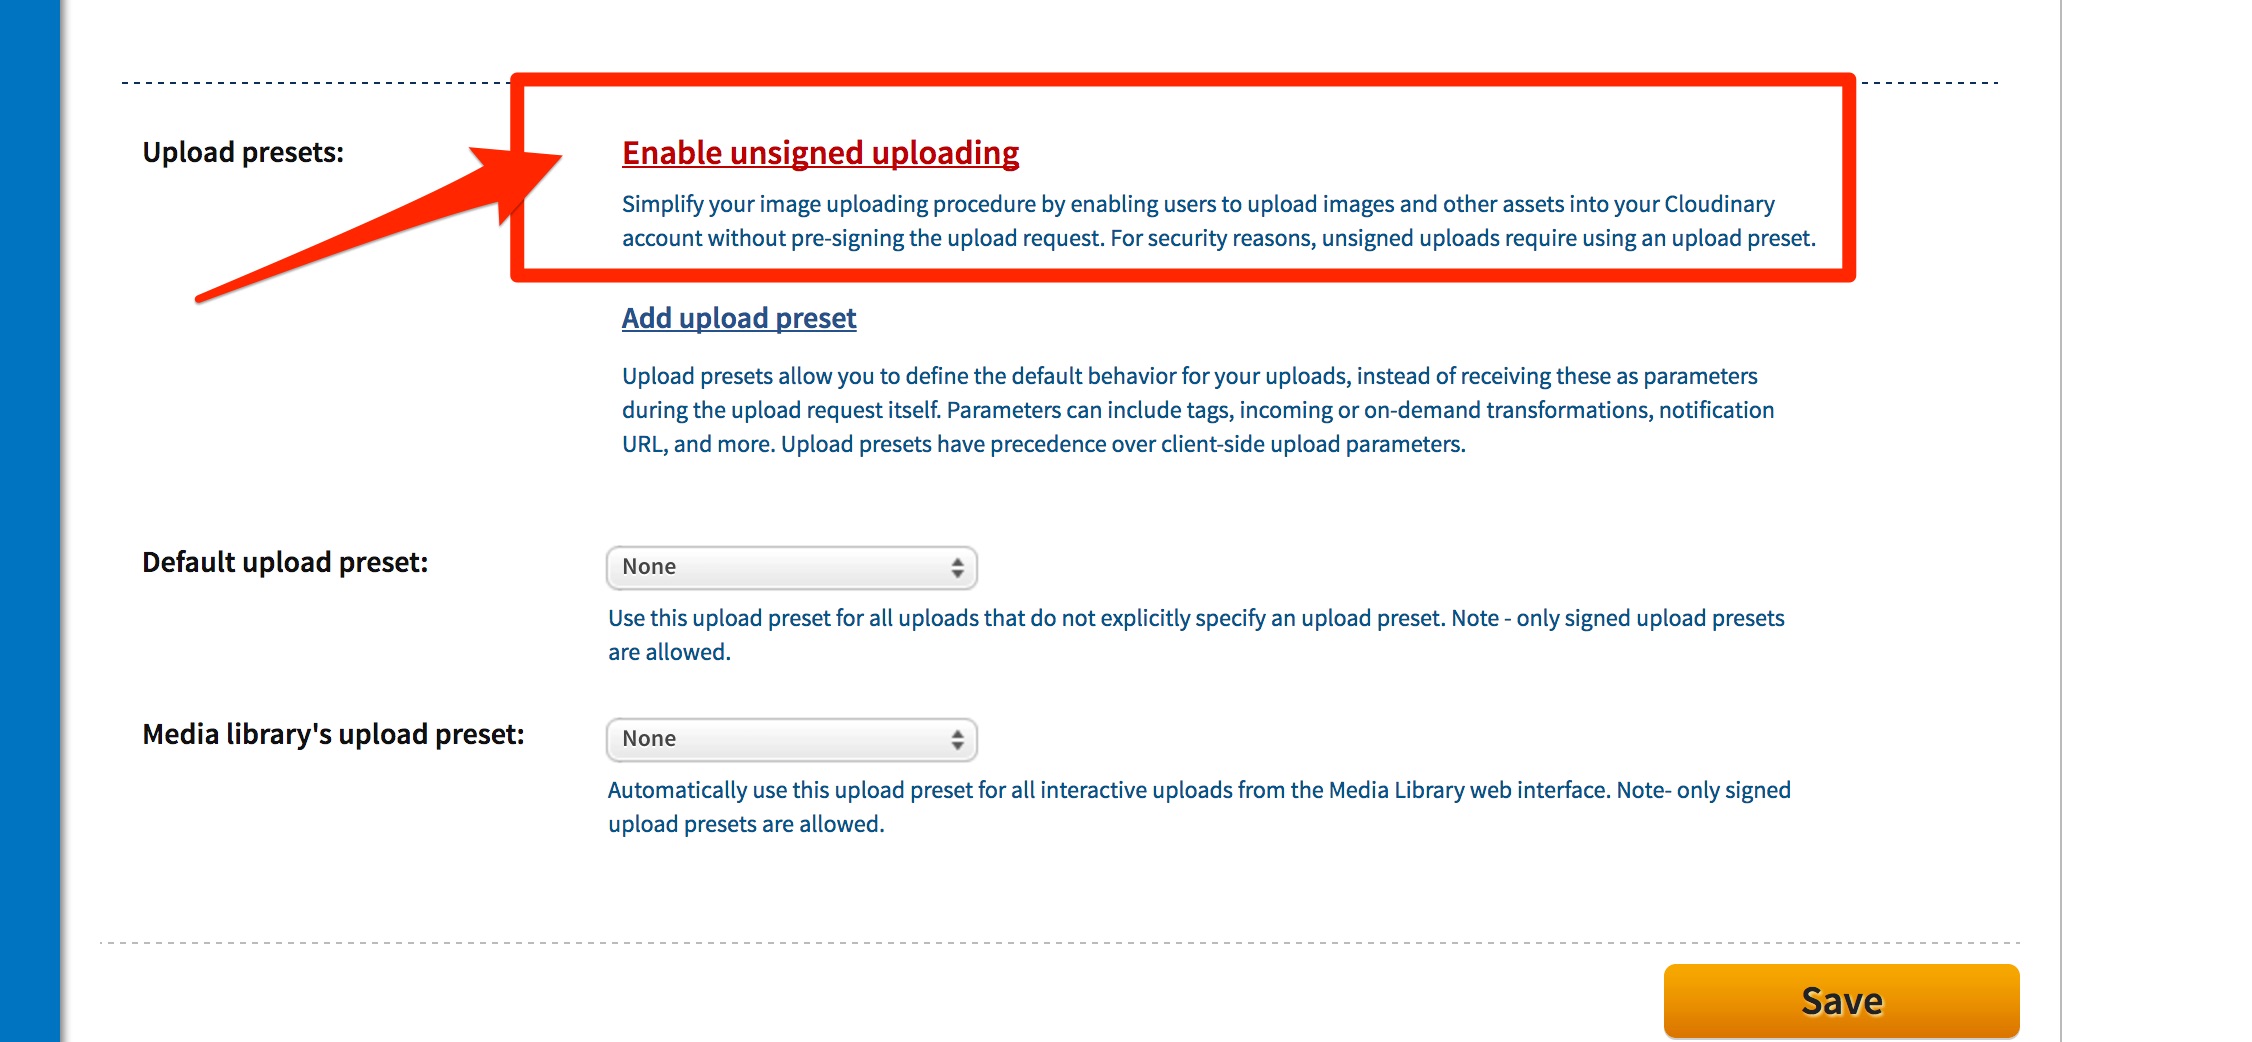 Upload presets:
Enable unsigned uploading
Simplify your image uploading procedure by enabling users to upload images and other assets into your Cloudinary
account without pre-signing the upload request. For security reasons, unsigned uploads require using an upload preset.
Add upload preset
Upload presets allow you to define the default behavior for your uploads, instead of receiving these as parameters
during the upload request itself. Parameters can include tags, incoming or on-demand transformations, notification
URL, and more. Upload presets have precedence over client-side upload parameters.
Default upload preset:
None
Use this upload preset for all uploads that do not explicitly specify an upload preset. Note - only signed upload presets
are allowed.
Media library's upload preset:
None
Automatically use this upload preset for all interactive uploads from the Media Library web interface. Note- only signed
upload presets are allowed.
Save